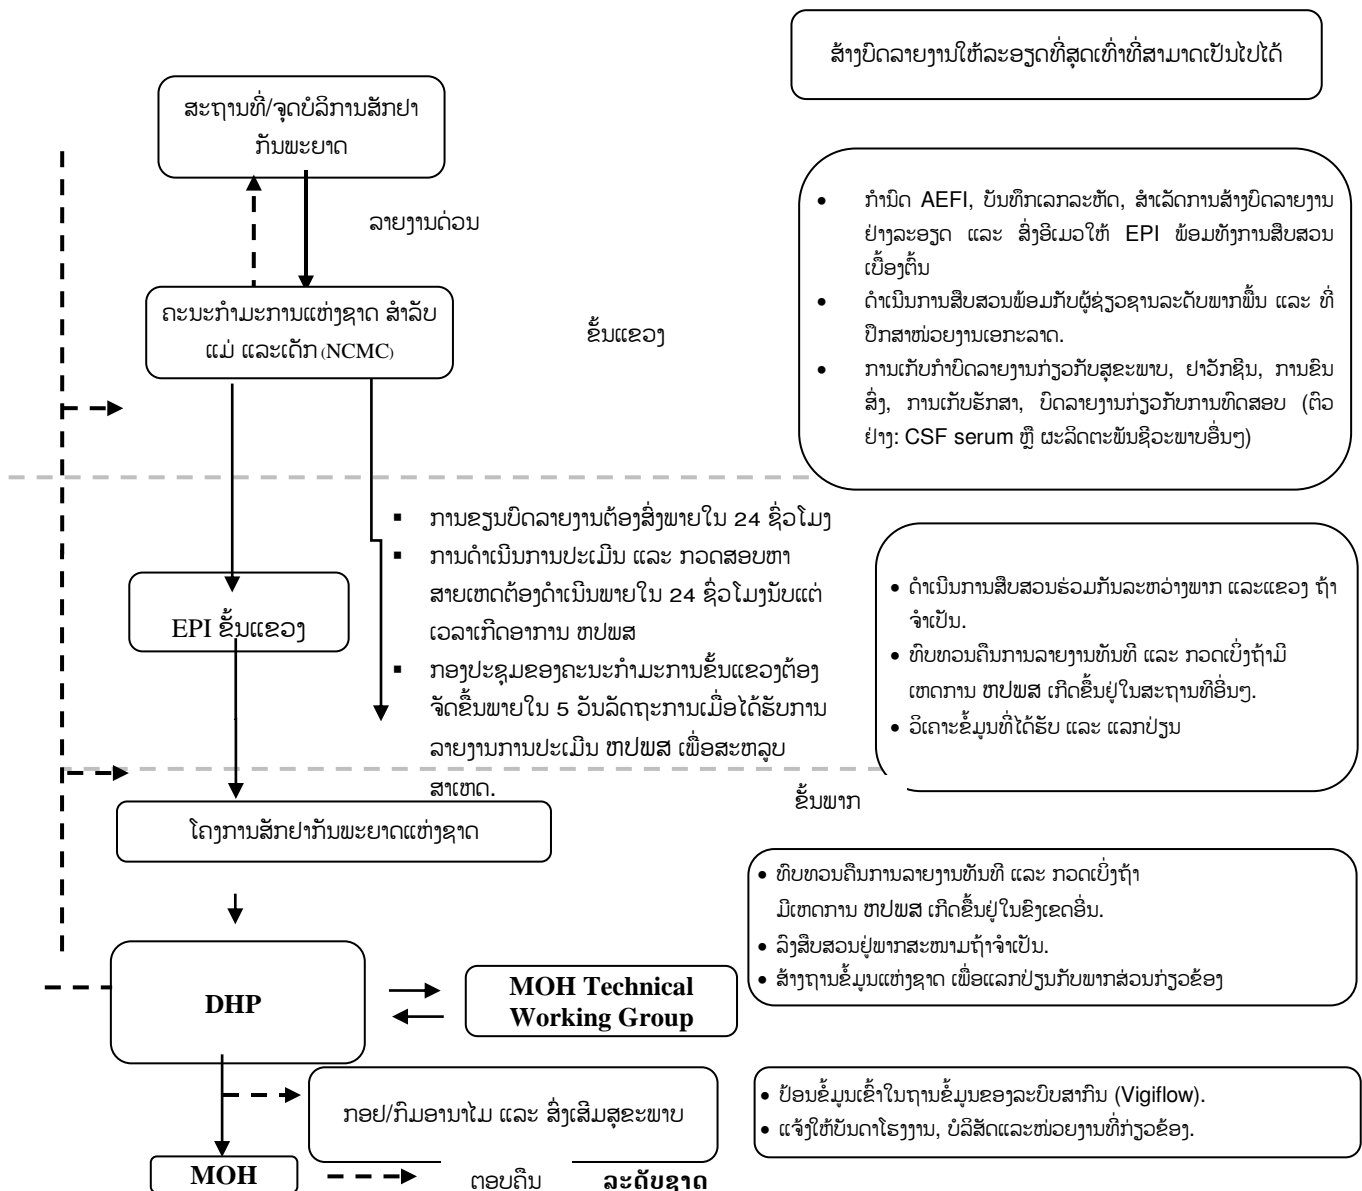 ສ້າງບົດລາຍງານໃຫ້ລະອຽດທີ່ສຸດເທົ່າທີ່ສາມາດເປັນໄປໄດ້
ສະຖານທີ່/ຈຸດບໍລິການສັກຢາ
ກັນພະຍາດ
ລາຍງານດ່ວນ
• ກຳນົດ AEFI, ບັນທຶກເລກລະຫັດ, ສຳເລັດການສ້າງບົດລາຍງານ
ຢ່າງລະອຽດ ແລະ ສົ່ງອີເມວໃຫ້ EPI ພ້ອມທັງການສືບສວນ
ເບື້ອງຕົ້ນ
• ດຳເນີນການສືບສວນພ້ອມກັບຜູ້ຊ່ຽວຊານລະດັບພາກພື້ນ ແລະ ທີ່
ປຶກສາໜ່ວຍງານເອກະລາດ.
• ການເກັບກຳບົດລາຍງານກ່ຽວກັບສຸຂະພາບ, ຢາວັກຊີນ, ການຂົນ
ສົ່ງ, ການເກັບຮັກສາ, ບົດລາຍງານກ່ຽວກັບການທົດສອບ (ຕົວ
ຢ່າງ: CSF serum ຫຼື ຜະລິດຕະພັນຊີວະພາບອື່ນໆ)
ຄະນະກຳມະການແຫ່ງຊາດ ສຳລັບ
ແມ່ ແລະເດັກ (NCMC)
ຂັ້ນແຂວງ
▪ ການຂຽນບົດລາຍງານຕ້ອງສົ່ງພາຍໃນ 24 ຊົ່ວໂມງ
▪ ການດຳເນີນການປະເມີນ ແລະ ກວດສອບຫາ
ສາຍເຫດຕ້ອງດຳເນີນພາຍໃນ 24 ຊົ່ວໂມງນັບແຕ່
ເວລາເກີດອາການ ຫປພສ
▪ ກອງປະຊຸມຂອງຄະນະກຳມະການຂັ້ນແຂວງຕ້ອງ
ຈັດຂື້ນພາຍໃນ 5 ວັນລັດຖະການເມື່ອໄດ້ຮັບການ
ລາຍງານການປະເມີນ ຫປພສ ເພື່ອສະຫລູບ
ສາເຫດ.
EPI ຂັ້ນແຂວງ
• ດຳເນີນການສືບສວນຮ່ວມກັນລະຫວ່າງພາກ ແລະແຂວງ ຖ້າ
ຈຳເປັນ.
• ທົບທວນຄືນການລາຍງານທັນທີ ແລະ ກວດເບິ່ງຖ້າມີ
ເຫດການ ຫປພສ ເກີດຂື້ນຢູ່ໃນສະຖານທີອື່ນໆ.
• ວິເຄາະຂໍ້ມູນທີ່ໄດ້ຮັບ ແລະ ແລກປ່ຽນ
ຂັ້ນພາກ
ໂຄງການສັກຢາກັນພະຍາດແຫ່ງຊາດ
• ທົບທວນຄືນການລາຍງານທັນທີ ແລະ ກວດເບິ່ງຖ້າ
ມີເຫດການ ຫປພສ ເກີດຂື້ນຢູ່ໃນຂົງເຂດອື່ນ.
• ລົງສືບສວນຢູ່ພາກສະໜາມຖ້າຈຳເປັນ.
• ສ້າງຖານຂໍ້ມູນແຫ່ງຊາດ ເພື່ອແລກປ່ຽນກັບພາກສ່ວນກ່ຽວຂ້ອງ
DHP
MOH Technical
Working Group
ກອຢ/ກົມອານາໄມ ແລະ ສົ່ງເສີມສຸຂະພາບ
• ປ້ອນຂໍ້ມູນເຂົ້າໃນຖານຂໍ້ມູນຂອງລະບົບສາກົນ (Vigiflow).
• ແຈ້ງໃຫ້ບັນດາໂຮງງານ, ບໍລິສັດແລະໜ່ວຍງານທີ່ກ່ຽວຂ້ອງ.
MOH
ຕອບຄືນ
ລະດັບຊາດ